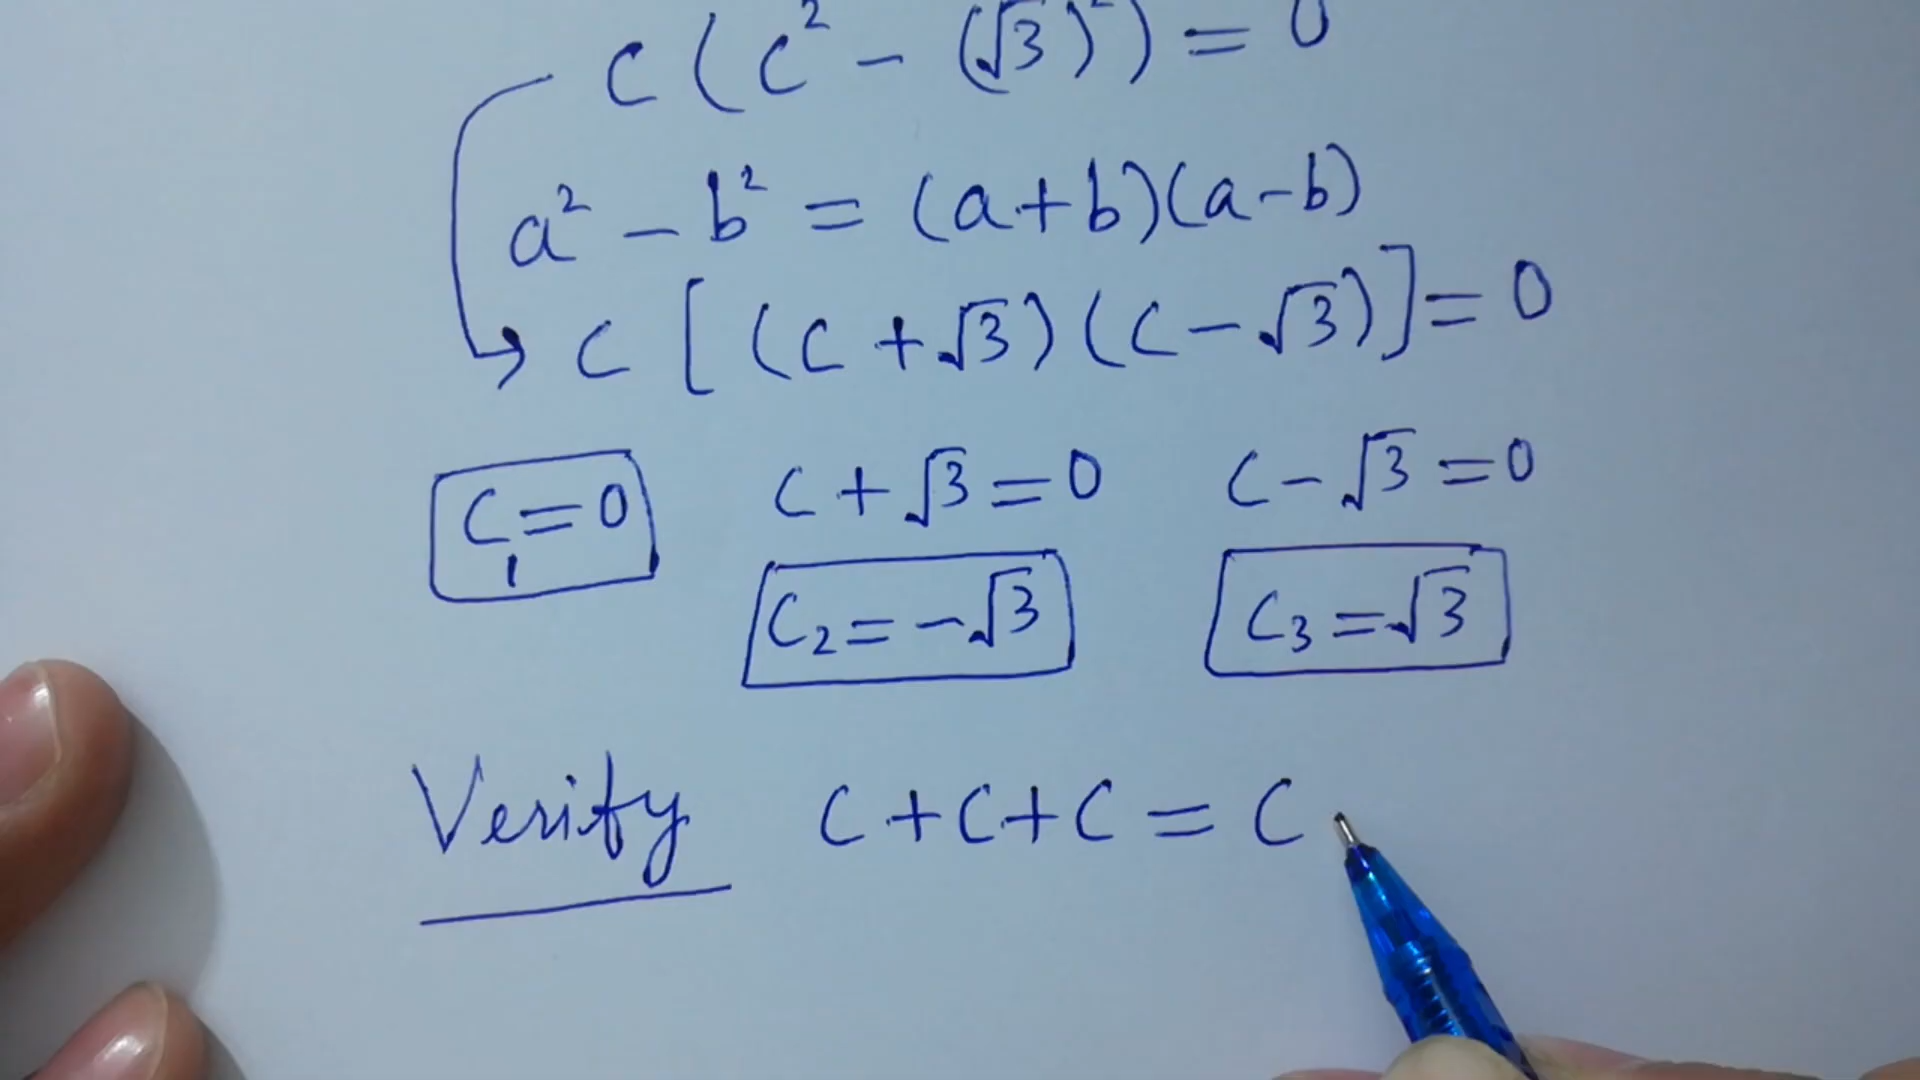 c (c² - (√3)²) = 0
a² - b² = (a+b)(a-b)
c [(c+√3)(c-√3)] = 0
c₁=0 c+√3=0 c-√3=0
c₂=-√3 c₃=√3
Verify c+c+c=c